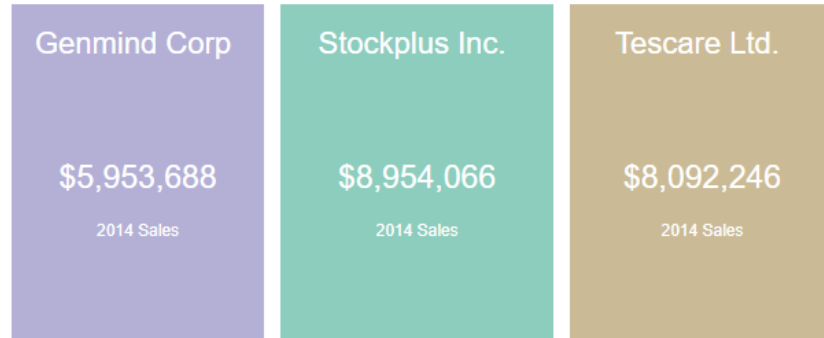 Genmind Corp
$5,953,688
2014 Sales
Stockplus Inc.
$8,954,066
2014 Sales
Tescare Ltd.
$8,092,246
2014 Sales